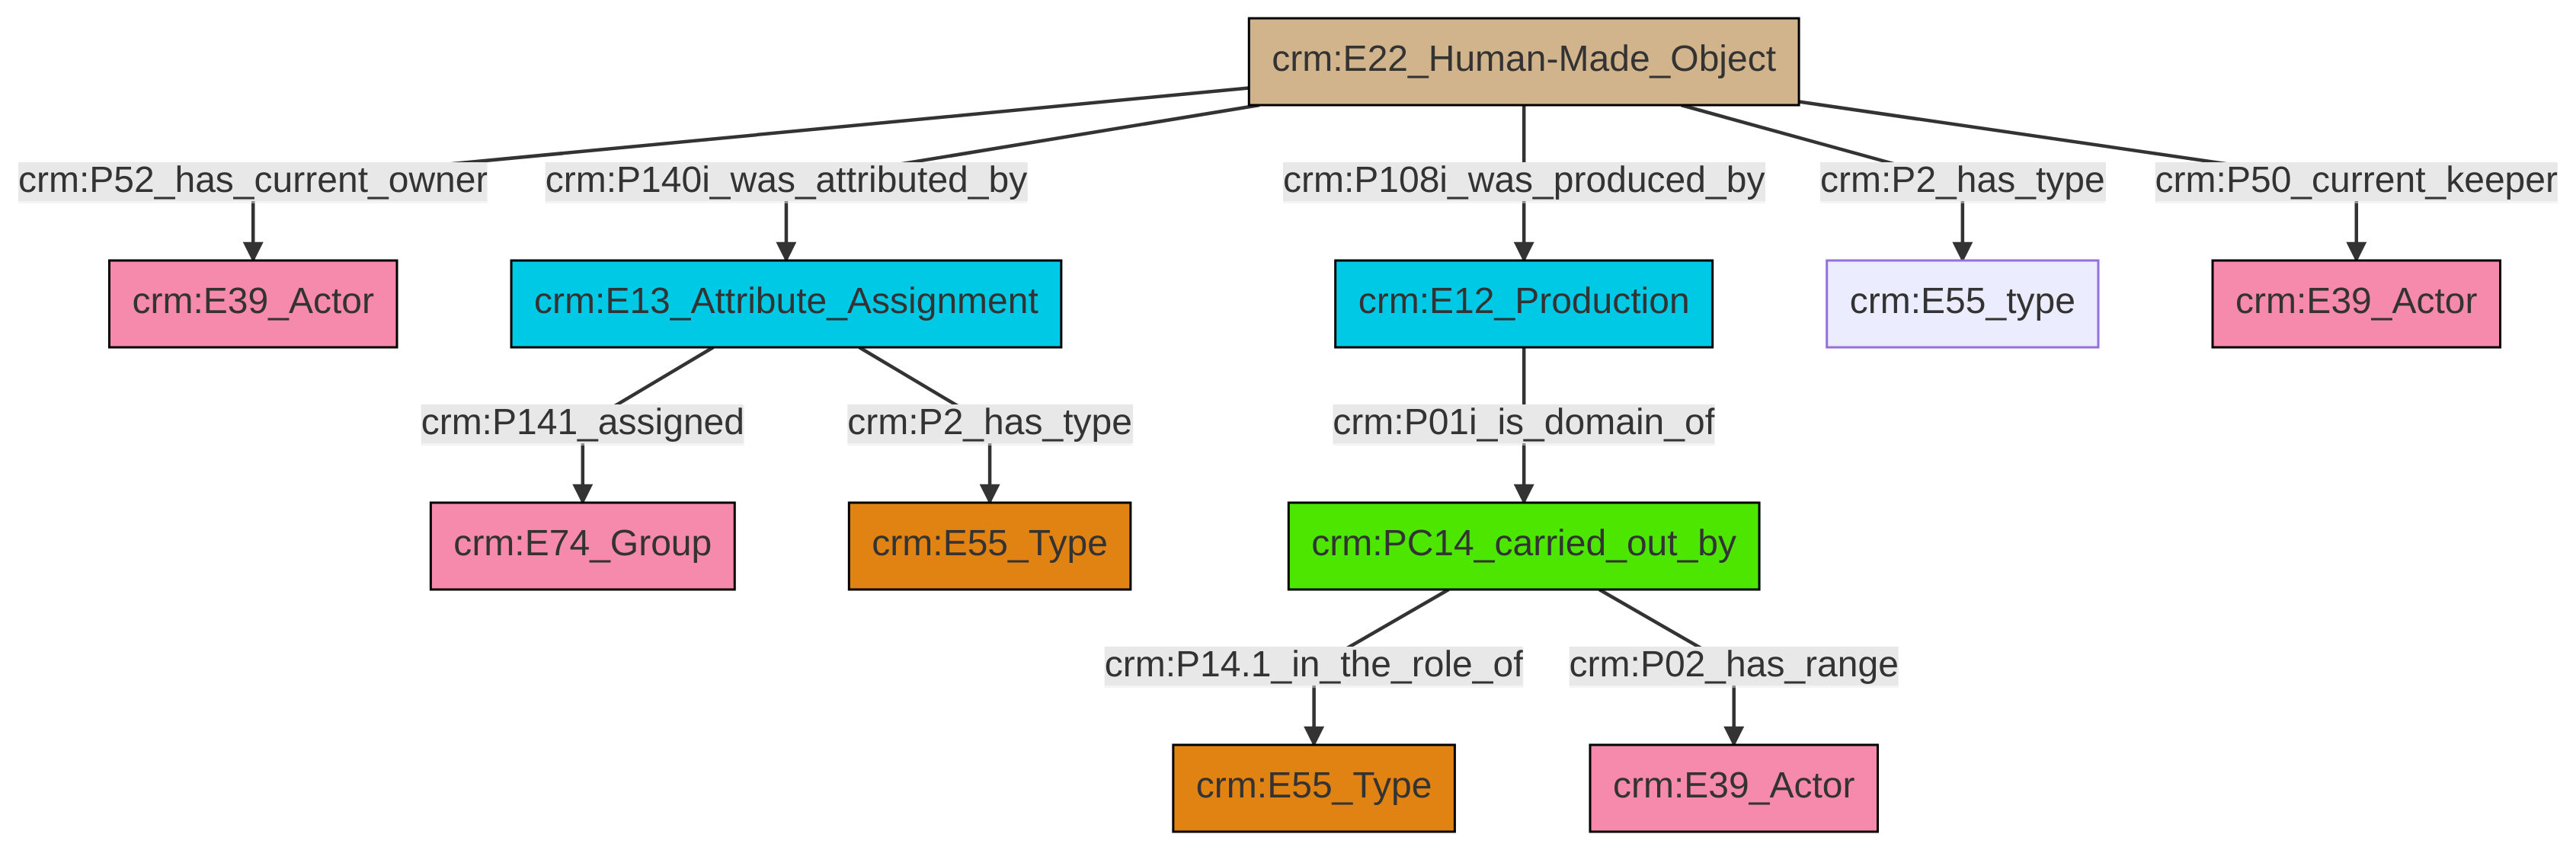 crm:E22_Human-Made_Object
crm:P52_has_current_owner
crm:P140i_was_attributed_by
crm:P108i_was_produced_by
crm:P2_has_type
crm:P50_current_keeper
crm:E39_Actor
crm:E13_Attribute_Assignment
crm:E12_Production
crm:E55_type
crm:E39_Actor
crm:P141_assigned
crm:P2_has_type
crm:P01i_is_domain_of
crm:E74_Group
crm:E55_Type
crm:PC14_carried_out_by
crm:P14.1_in_the_role_of
crm:P02_has_range
crm:E55_Type
crm:E39_Actor